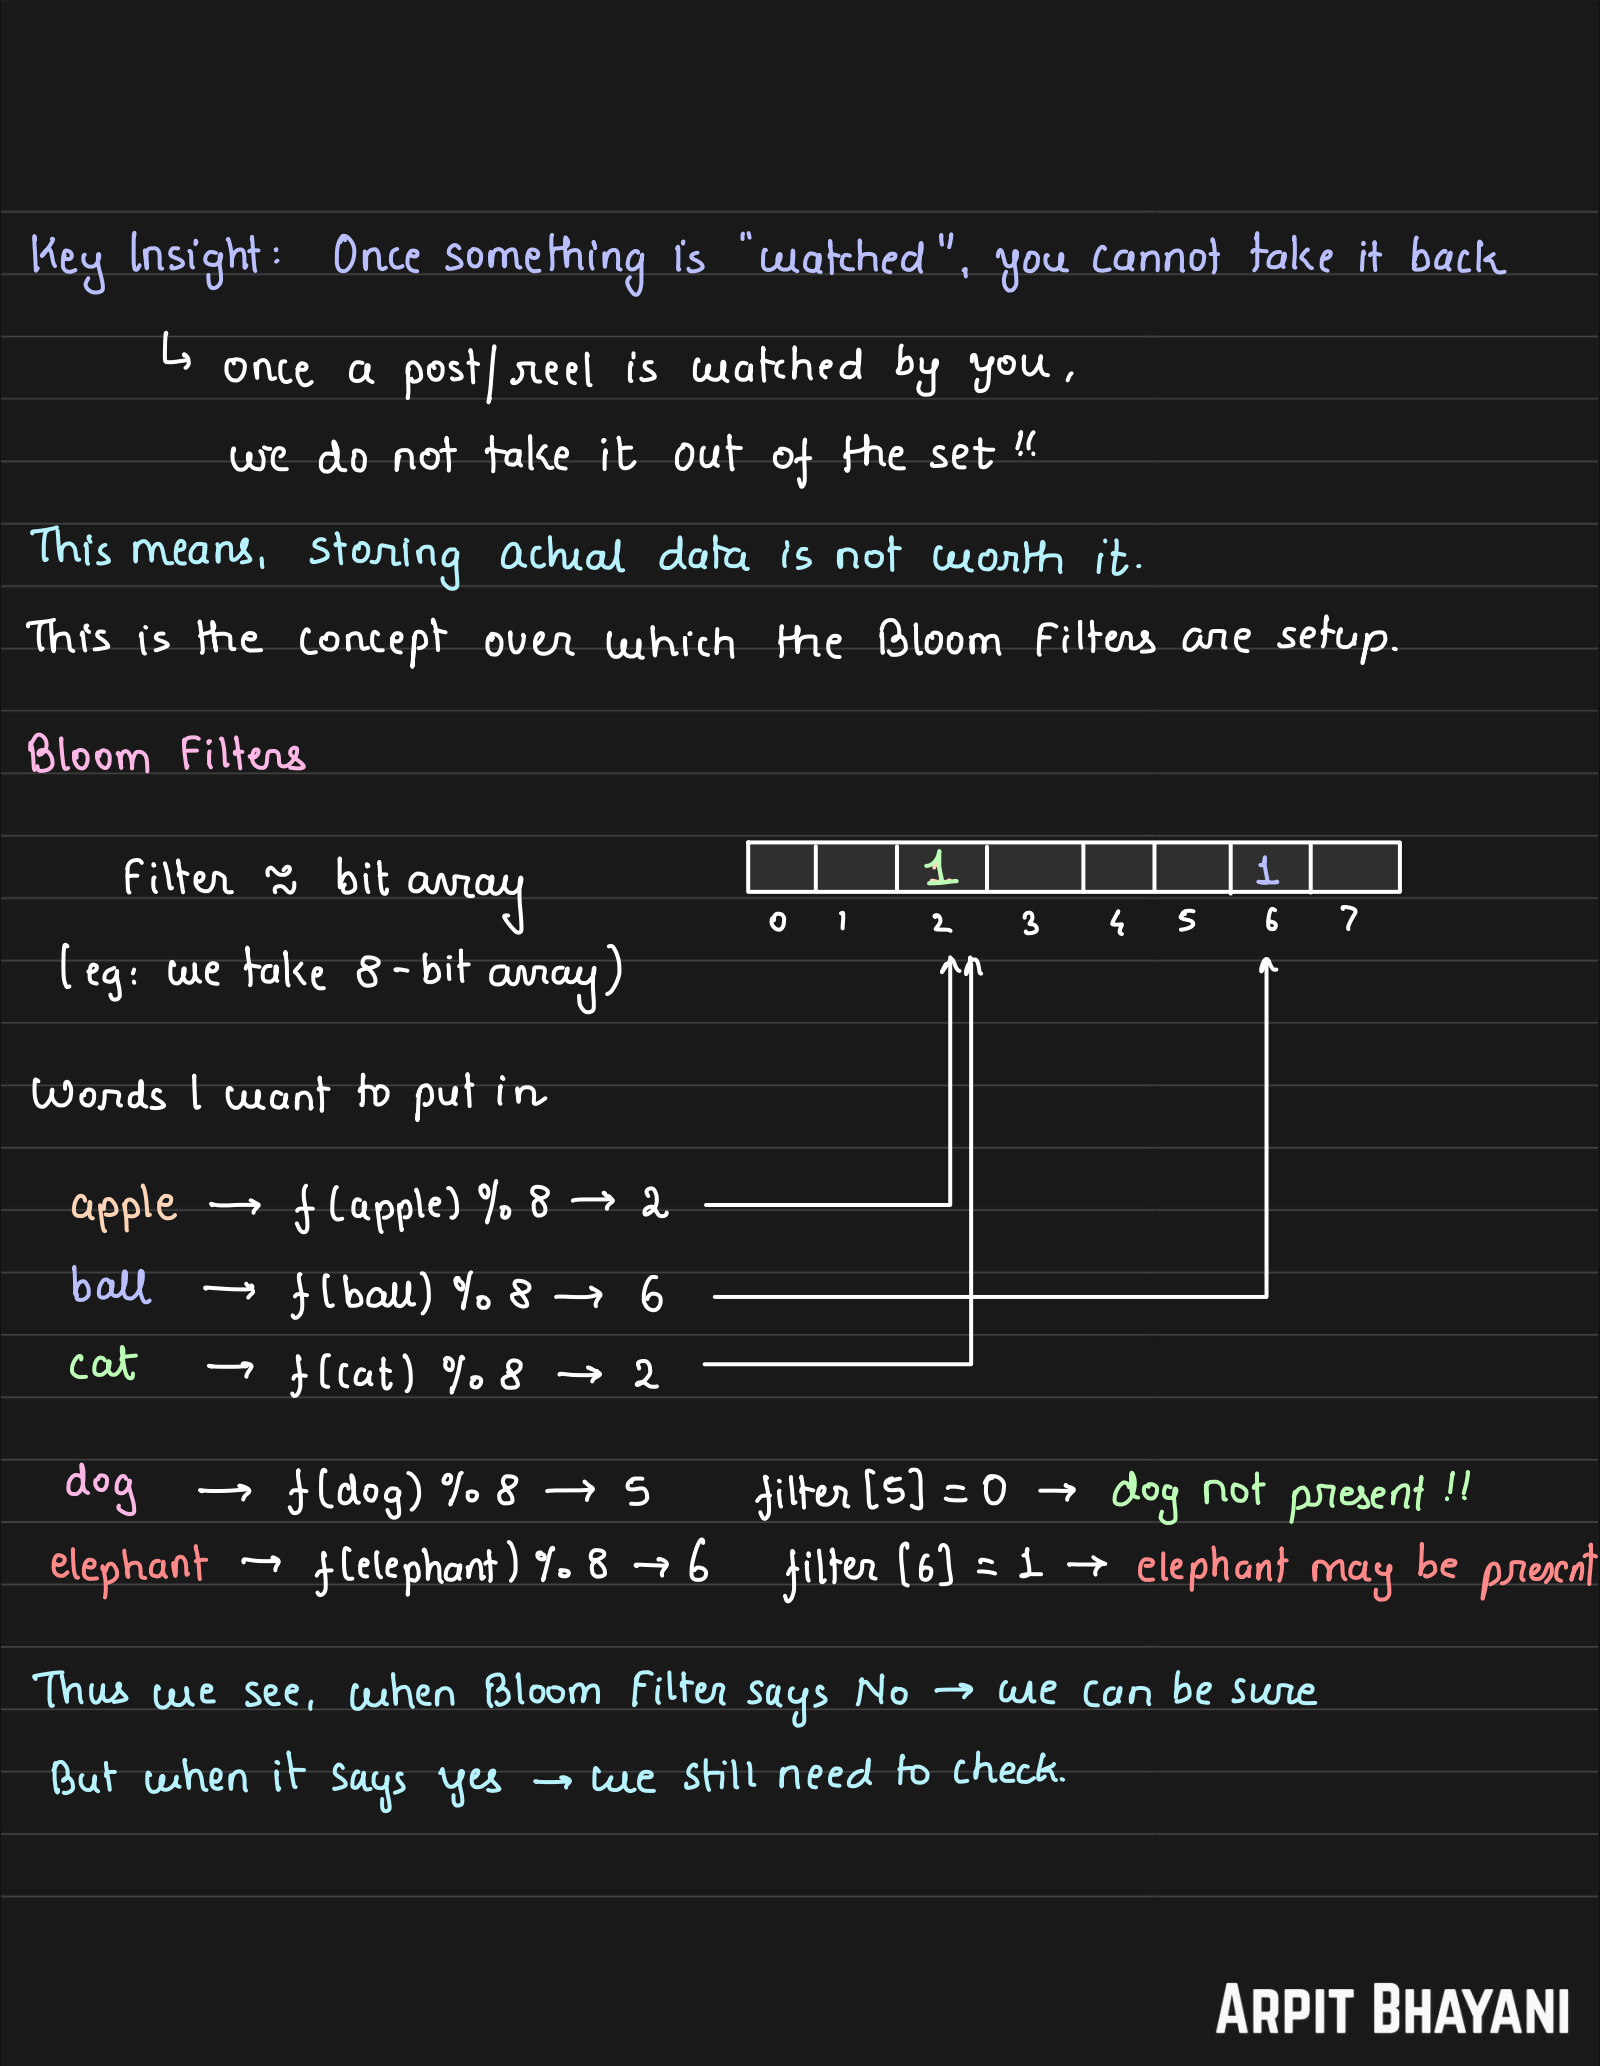 Key Insight: Once something is "watched", you cannot take it back
↳ once a post/reel is watched by you,
we do not take it out of the set !!
This means, storing actual data is not worth it.
This is the concept over which the Bloom Filters are setup.
Bloom Filters
Filter ≈ bit array
1 1
0 1 2 3 4 5 6 7
(eg: we take 8-bit array)
Words I want to put in
apple → f(apple) % 8 → 2
ball → f(ball) % 8 → 6
cat → f(cat) % 8 → 2
dog → f(dog) % 8 → 5 filter[5] = 0 → dog not present !!
elephant → f(elephant) % 8 → 6 filter[6] = 1 → elephant may be present
Thus we see, when Bloom Filter says No → we can be sure
But when it says yes → we still need to check.
ARPIT BHAYANI